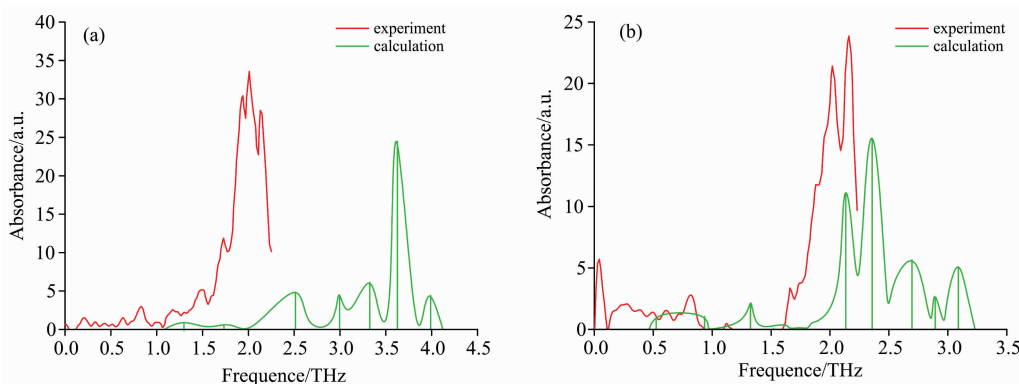 (a)
experiment
calculation
40
35
30
25
20
15
10
5
0
Absorbance/a.u.
0.0 0.5 1.0 1.5 2.0 2.5 3.0 3.5 4.0 4.5
Frequence/THz
(b)
experiment
calculation
25
20
15
10
5
0
Absorbance/a.u.
0.0 0.5 1.0 1.5 2.0 2.5 3.0 3.5
Frequence/THz